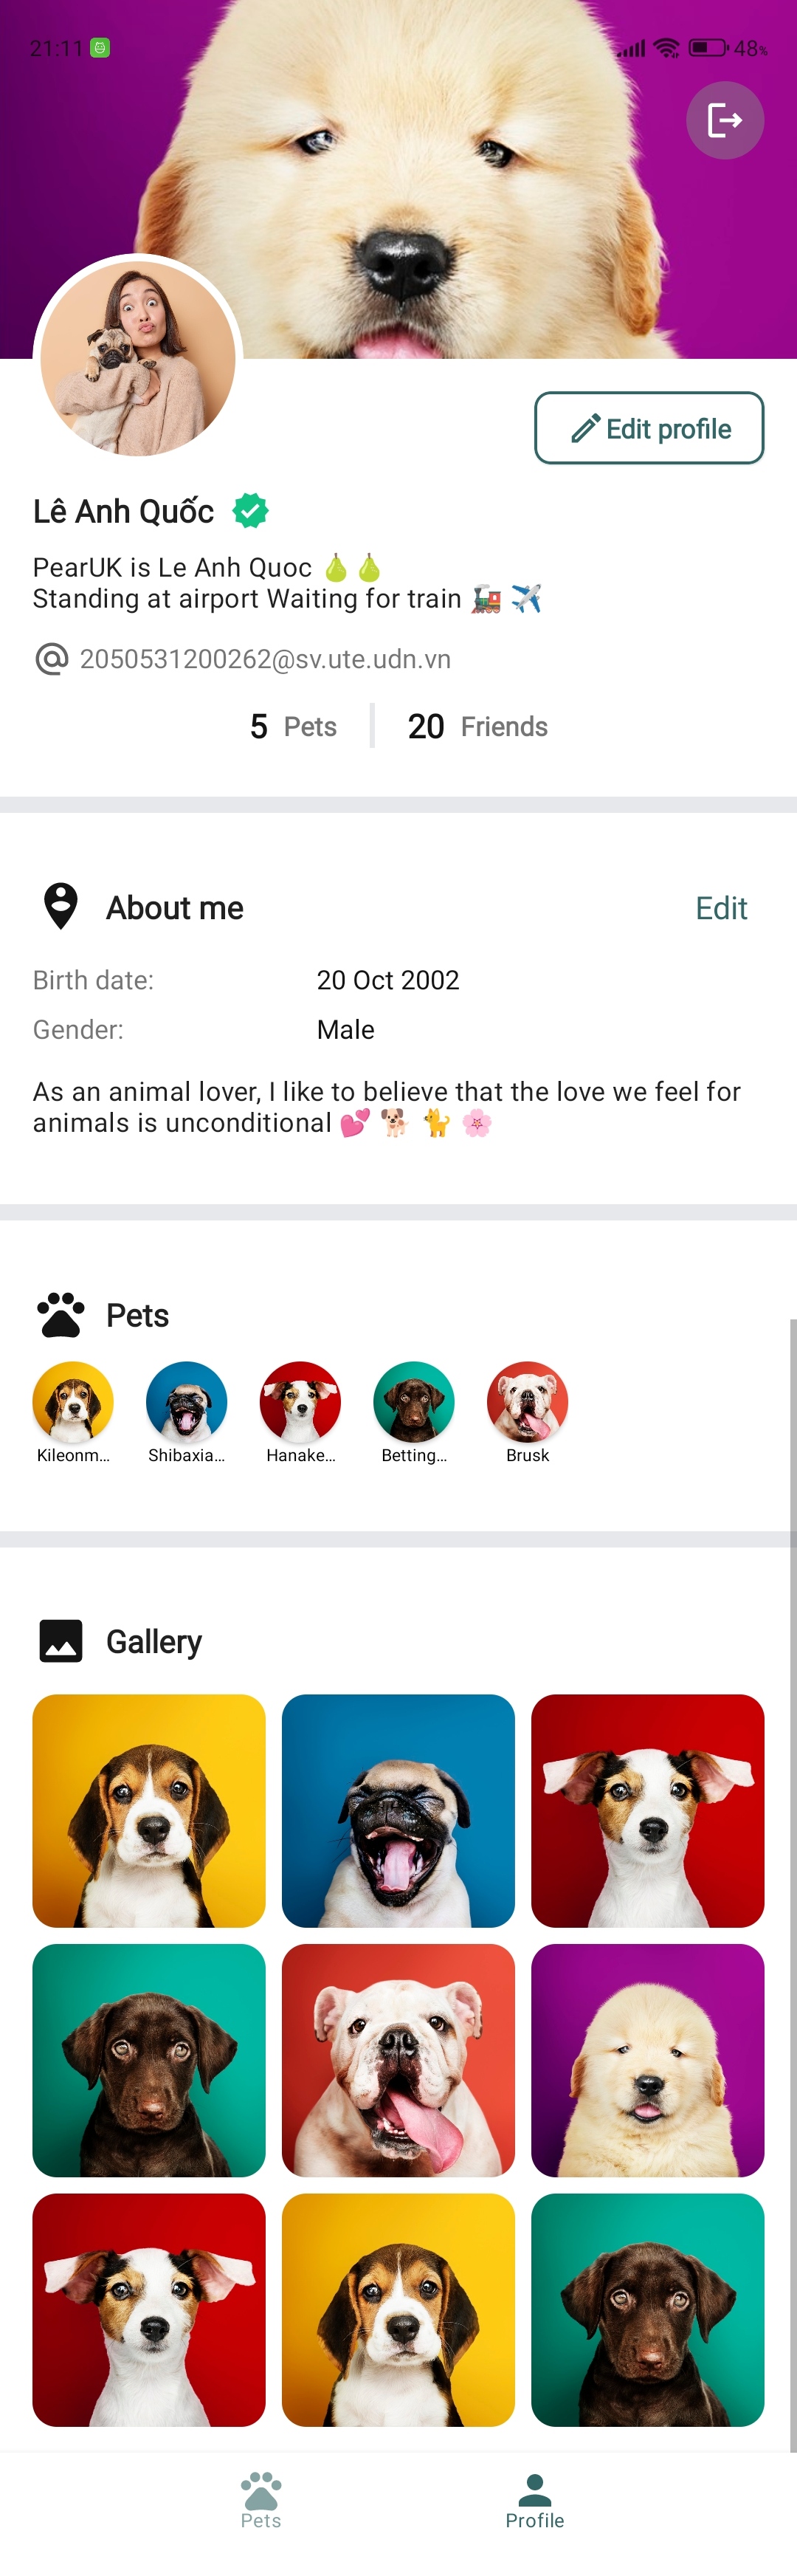 21:11 48%
Edit profile
Lê Anh Quốc
PearUK is Le Anh Quoc 🍐 🍐
Standing at airport Waiting for train 🚂 ✈️
2050531200262@sv.ute.udn.vn
5 Pets 20 Friends
About me Edit
Birth date: 20 Oct 2002
Gender: Male
As an animal lover, I like to believe that the love we feel for
animals is unconditional 💕 🐕 🐈 🌸
Pets
Kileonm... Shibaxia... Hanake... Betting... Brusk
Gallery
Pets Profile